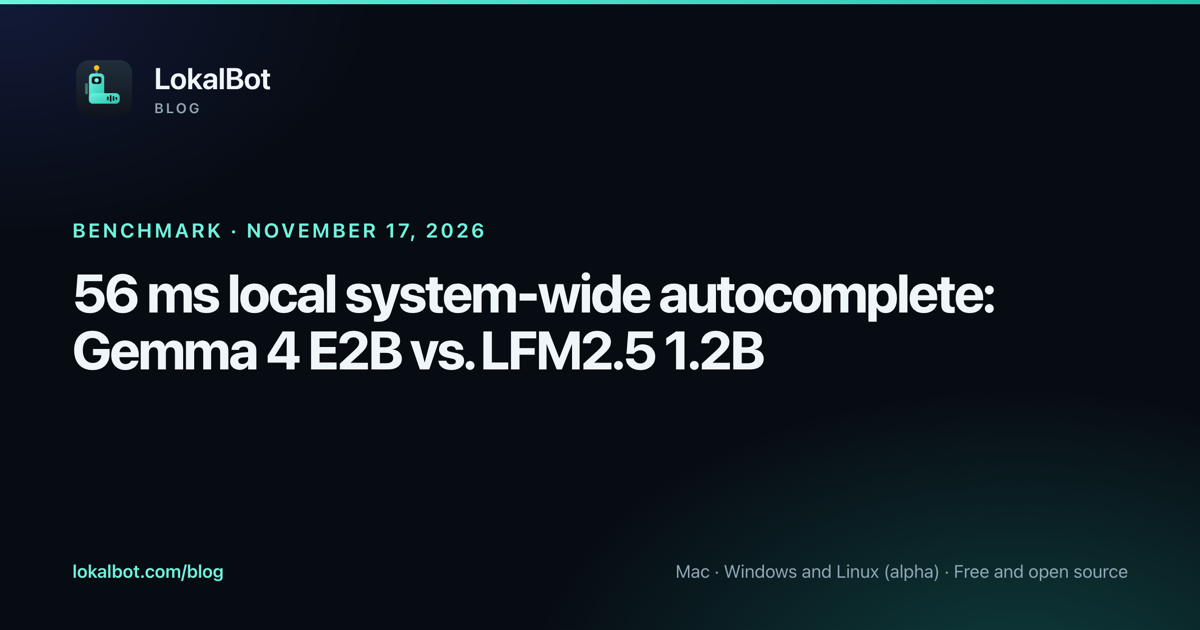 LokalBot
BLOG
BENCHMARK · NOVEMBER 17, 2026
56 ms local system-wide autocomplete:
Gemma 4 E2B vs. LFM2.5 1.2B
lokalbot.com/blog
Mac · Windows and Linux (alpha) · Free and open source